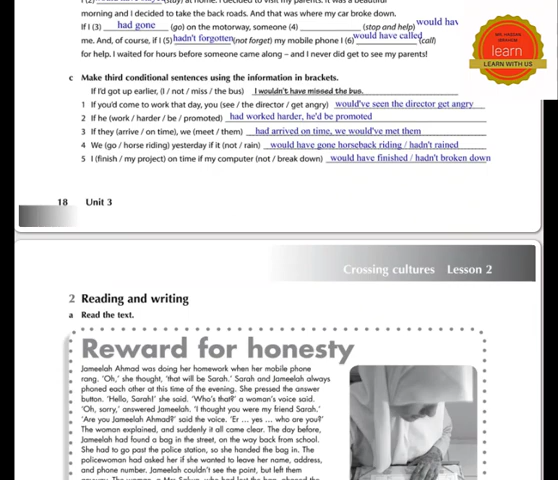 morning and I decided to take the back roads. And that was where my car broke down.
If I (3) had gone (go) on the motorway, someone (4) (stop and help) would hav
me. And, of course, if I (5) hadn't forgotten (not forget) my mobile phone I (6) would have called (call)
for help. I waited for hours before someone came along – and I never did get to see my parents!
c Make third conditional sentences using the information in brackets.
If I'd got up earlier, (I / not / miss / the bus) I wouldn't have missed the bus.
1 If you'd come to work that day, you (see / the director / get angry) would've seen the director get angry
2 If he (work / harder / be / promoted) had worked harder, he'd be promoted
3 If they (arrive / on time), we (meet / them) had arrived on time, we would've met them
4 We (go / horse riding) yesterday if it (not / rain) would have gone horseback riding / hadn't rained
5 I (finish / my project) on time if my computer (not / break down) would have finished / hadn't broken down
18 Unit 3
learn
LEARN WITH US
Crossing cultures Lesson 2
2 Reading and writing
a Read the text.
Reward for honesty
Jameelah Ahmad was doing her homework when her mobile phone
rang. 'Oh,' she thought, 'that will be Sarah.' Sarah and Jameelah always
phoned each other at this time of the evening. She pressed the answer
button. 'Hello, Sarah!' she said. 'Who's that?' a woman's voice said.
'Oh, sorry,' answered Jameelah. 'I thought you were my friend Sarah.'
'Are you Jameelah Ahmad?' said the voice. 'Er ... yes ... who are you?'
The woman explained, and suddenly it all came clear. The day before,
Jameelah had found a bag in the street, on the way back from school.
She had to go past the police station, so she handed the bag in. The
policewoman had asked her if she wanted to leave her name, address,
and phone number. Jameelah couldn't see the point, but left them